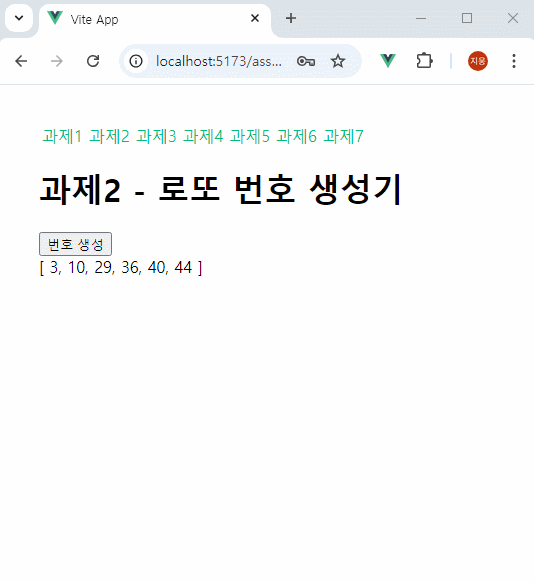 Vite App
localhost:5173/ass...
지웅
과제1 과제2 과제3 과제4 과제5 과제6 과제7
과제2 - 로또 번호 생성기
번호 생성
[ 3, 10, 29, 36, 40, 44 ]